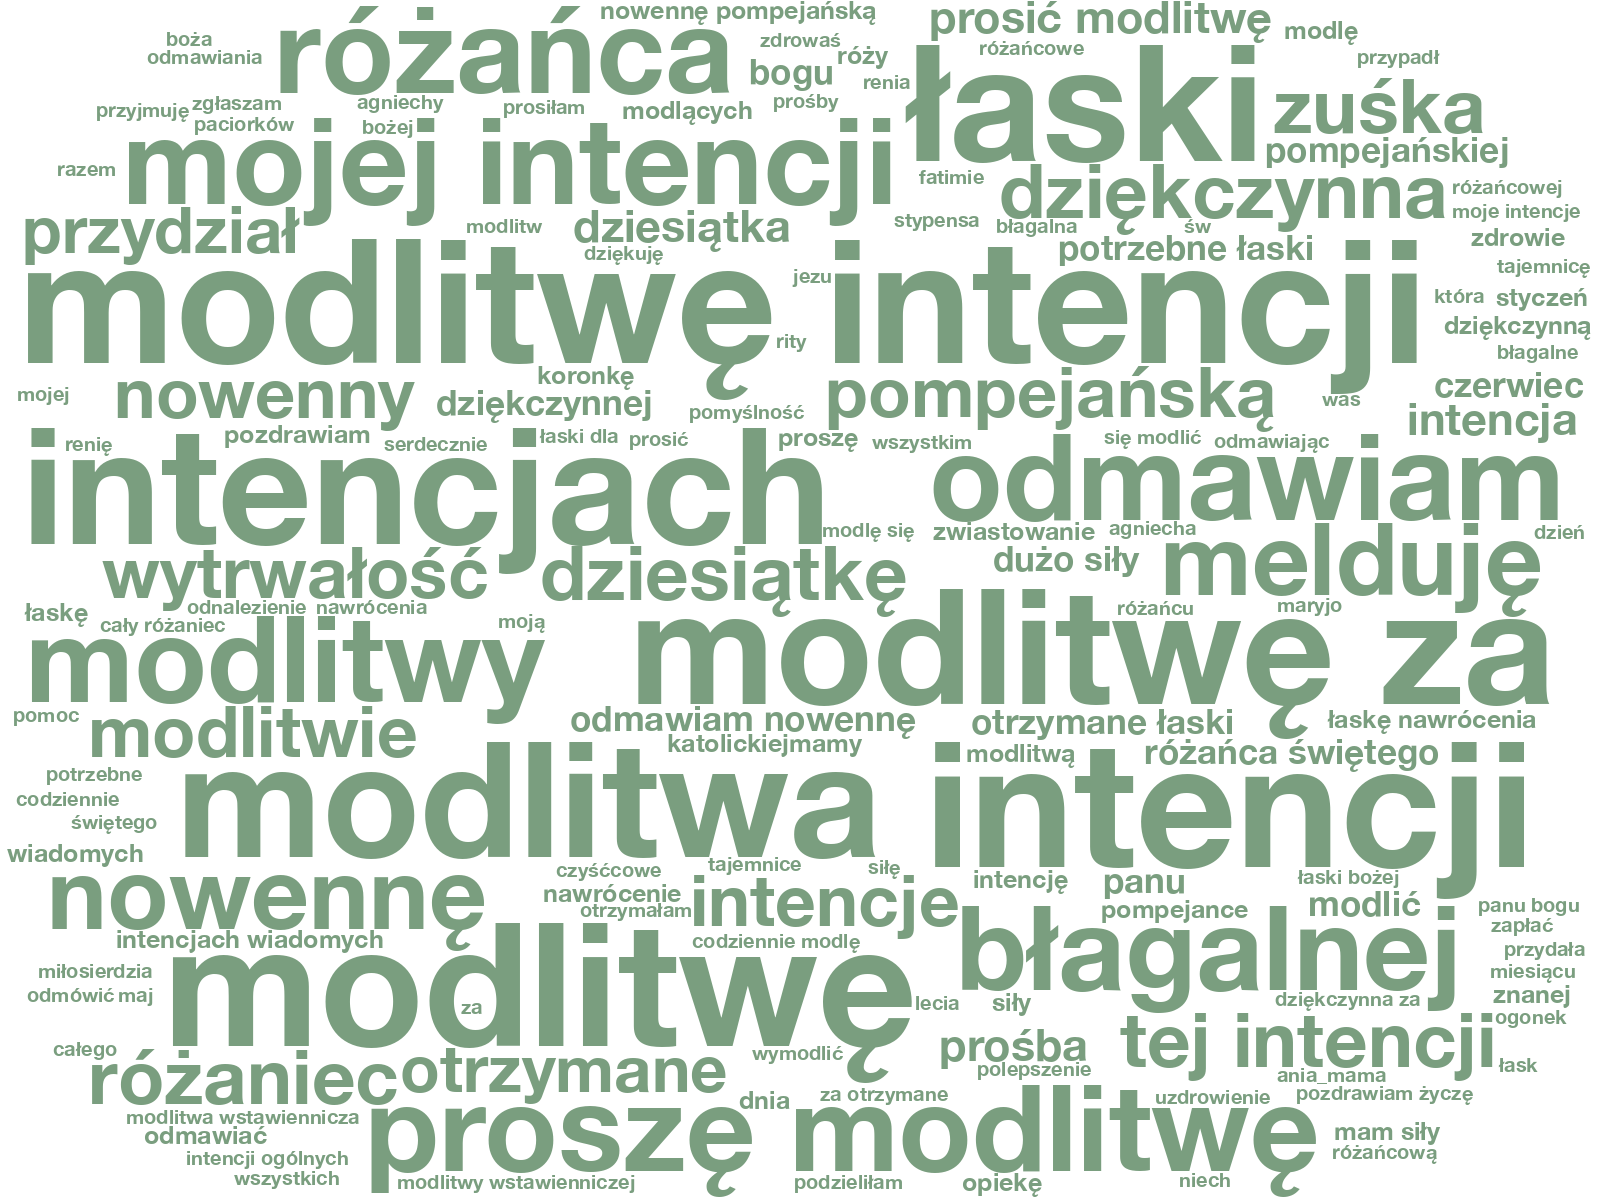 nowennę pompejańską
prosić modlitwę
modlę
boża
różańca
zdrowaś
róży
różańcowe
odmawiania
bogu
przypadł
renia
łaski
zuśka
przyjmuję
zgłaszam
agniechy
prosiłam
modlących
prośby
paciorków
bożej
mojej intencji
pompejańskiej
razem
fatimie
dziękczynna
różańcowej
przydział
modlitw
dziesiątka
stypensa
błagalna
św
moje intencje
dziękuję
potrzebne łaski
zdrowie
modlitwę intencji
jezu
tajemnicę
która
styczeń
dziękczynną
rity
błagalne
koronkę
mojej
nowenny
dziękczynnej
pomyślność
pompejańską
was
czerwiec
intencja
renię
pozdrawiam
serdecznie
łaski dla
prosić
proszę
wszystkim
się modlić
odmawiając
intencjach
odmawiam
modlę się
zwiastowanie
agniecha
dzień
wytrwałość
dziesiątkę
dużo siły
melduję
łaskę
odnalezienie
nawrócenia
różańcu
maryjo
cały różaniec
moją
modlitwy
modlitwę za
pomoc
modlitwie
odmawiam nowennę
otrzymane łaski
łaskę nawrócenia
katolickiejmamy
modlitwą
różańca świętego
potrzebne
codziennie
świętego
modlitwa intencji
wiadomych
czyśćcowe
tajemnice
siłę
nowennę
nawrócenie
intencje
intencję
panu
łaski bożej
otrzymałam
pompejance
modlić
panu bogu
intencjach wiadomych
codziennie modlę
błagalnej
zapłać
przydała
miłosierdzia
modlitwę
miesiącu
odmówić maj
za
lecia
siły
dziękczynna za
znanej
ogonek
całego
wymodlić
prośba
tej intencji
różaniec
otrzymane
polepszenie
ania_mama
łask
modlitwa wstawiennicza
proszę modlitwę
dnia
za otrzymane
uzdrowienie
pozdrawiam życzę
odmawiać
mam siły
intencji ogólnych
różańcową
wszystkich
modlitwy wstawienniczej
podzieliłam
opiekę
niech